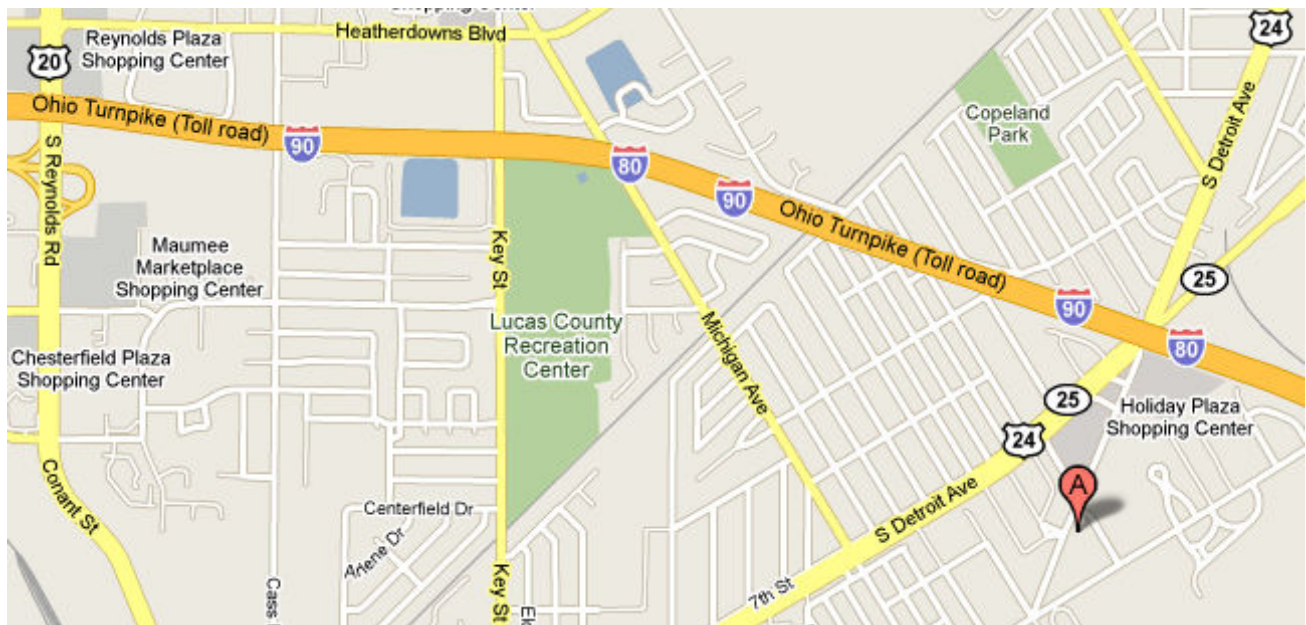 Shopping Center
Heatherdowns Blvd
24
Reynolds Plaza
Shopping Center
20
Ohio Turnpike (Toll road)
90
80
90
Ohio Turnpike (Toll road)
90
80
Copeland
Park
S Detroit Ave
S Reynolds Rd
Key St
Maumee
Marketplace
Shopping Center
25
Lucas County
Recreation
Center
Michigan Ave
Chesterfield Plaza
Shopping Center
25
Holiday Plaza
Shopping Center
24
A
Conant St
Centerfield Dr
Arlene Dr
S Detroit Ave
7th St
Key St
Cass